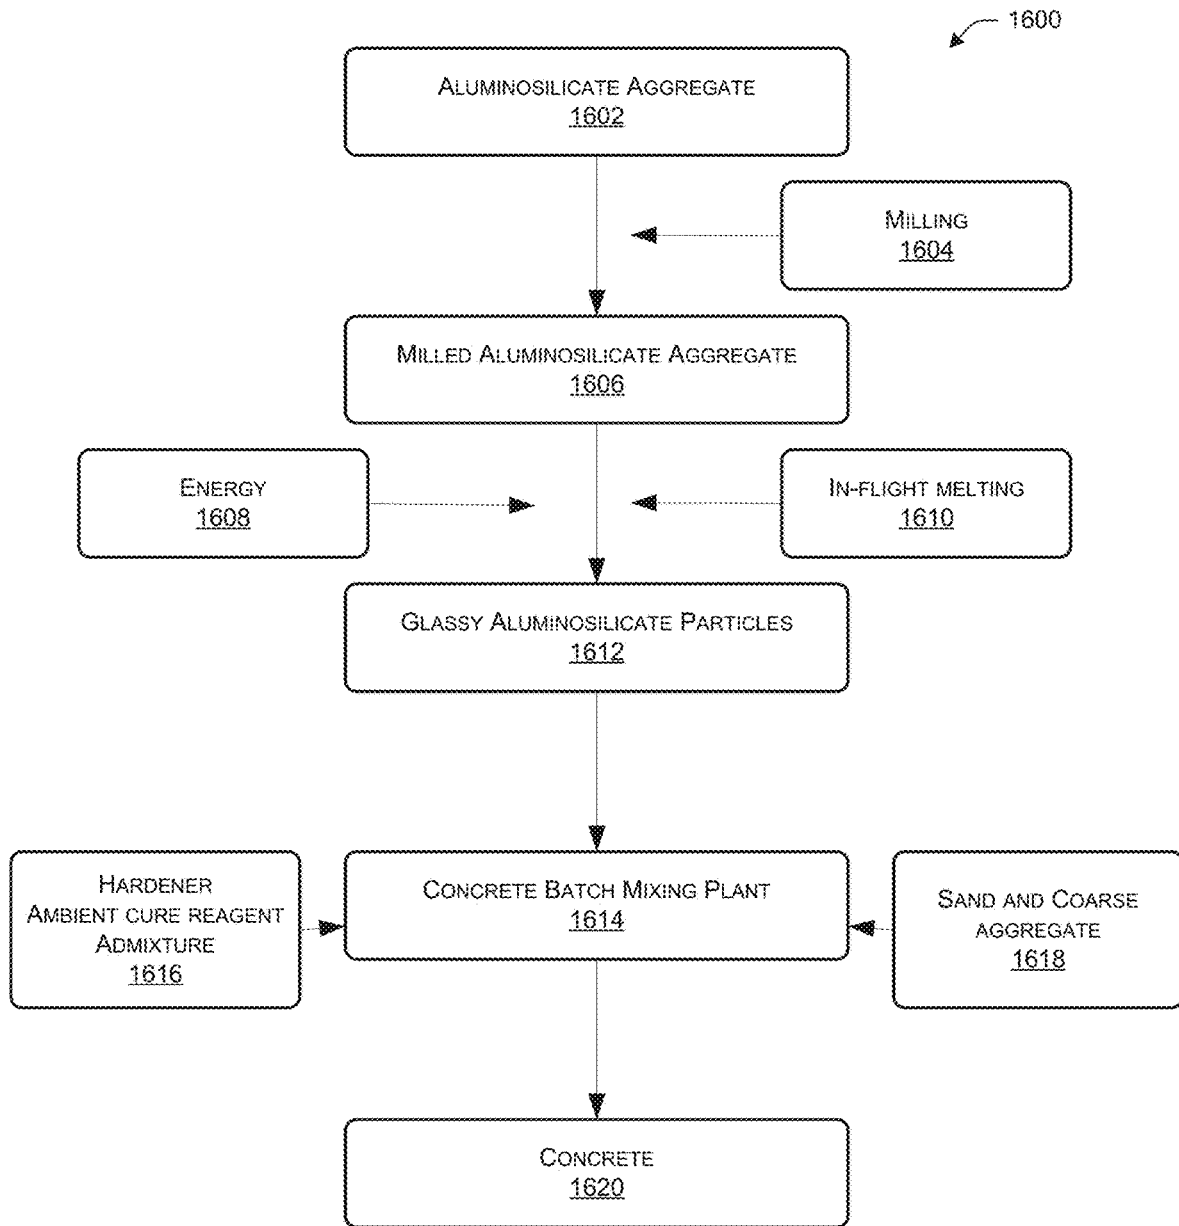 1600
ALUMINOSILICATE AGGREGATE
1602
MILLING
1604
MILLED ALUMINOSILICATE AGGREGATE
1606
ENERGY
1608
IN-FLIGHT MELTING
1610
GLASSY ALUMINOSILICATE PARTICLES
1612
HARDENER
AMBIENT CURE REAGENT
ADMIXTURE
1616
CONCRETE BATCH MIXING PLANT
1614
SAND AND COARSE
AGGREGATE
1618
CONCRETE
1620